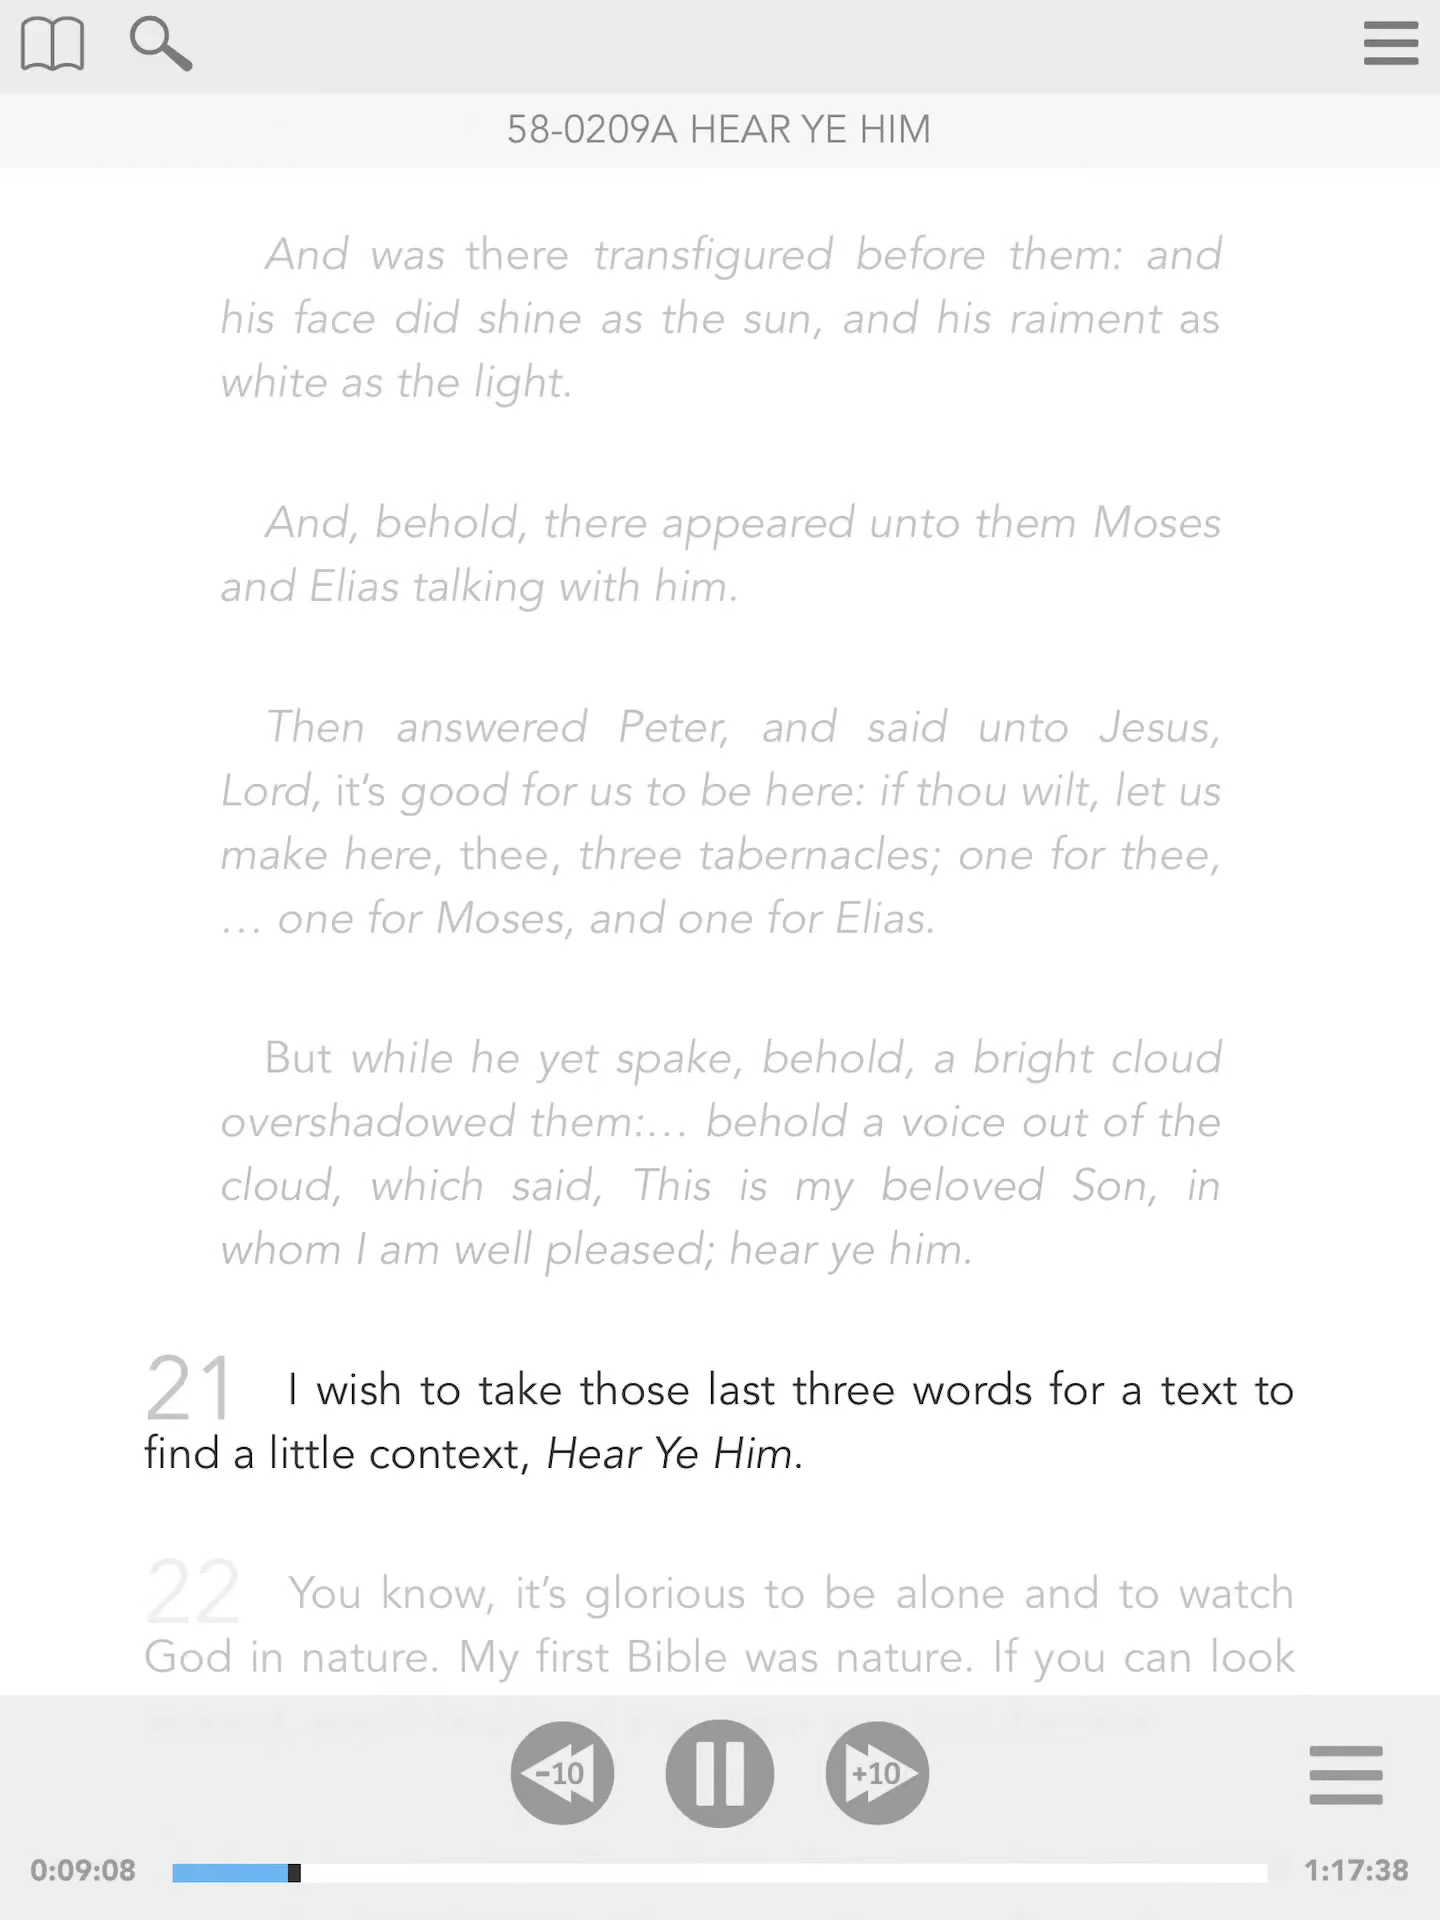 58-0209A HEAR YE HIM
And was there transfigured before them: and
his face did shine as the sun, and his raiment as
white as the light.
And, behold, there appeared unto them Moses
and Elias talking with him.
Then answered Peter, and said unto Jesus,
Lord, it’s good for us to be here: if thou wilt, let us
make here, thee, three tabernacles; one for thee,
… one for Moses, and one for Elias.
But while he yet spake, behold, a bright cloud
overshadowed them:… behold a voice out of the
cloud, which said, This is my beloved Son, in
whom I am well pleased; hear ye him.
21 I wish to take those last three words for a text to
find a little context, Hear Ye Him.
22 You know, it’s glorious to be alone and to watch
God in nature. My first Bible was nature. If you can look
-10 +10
0:09:08 1:17:38